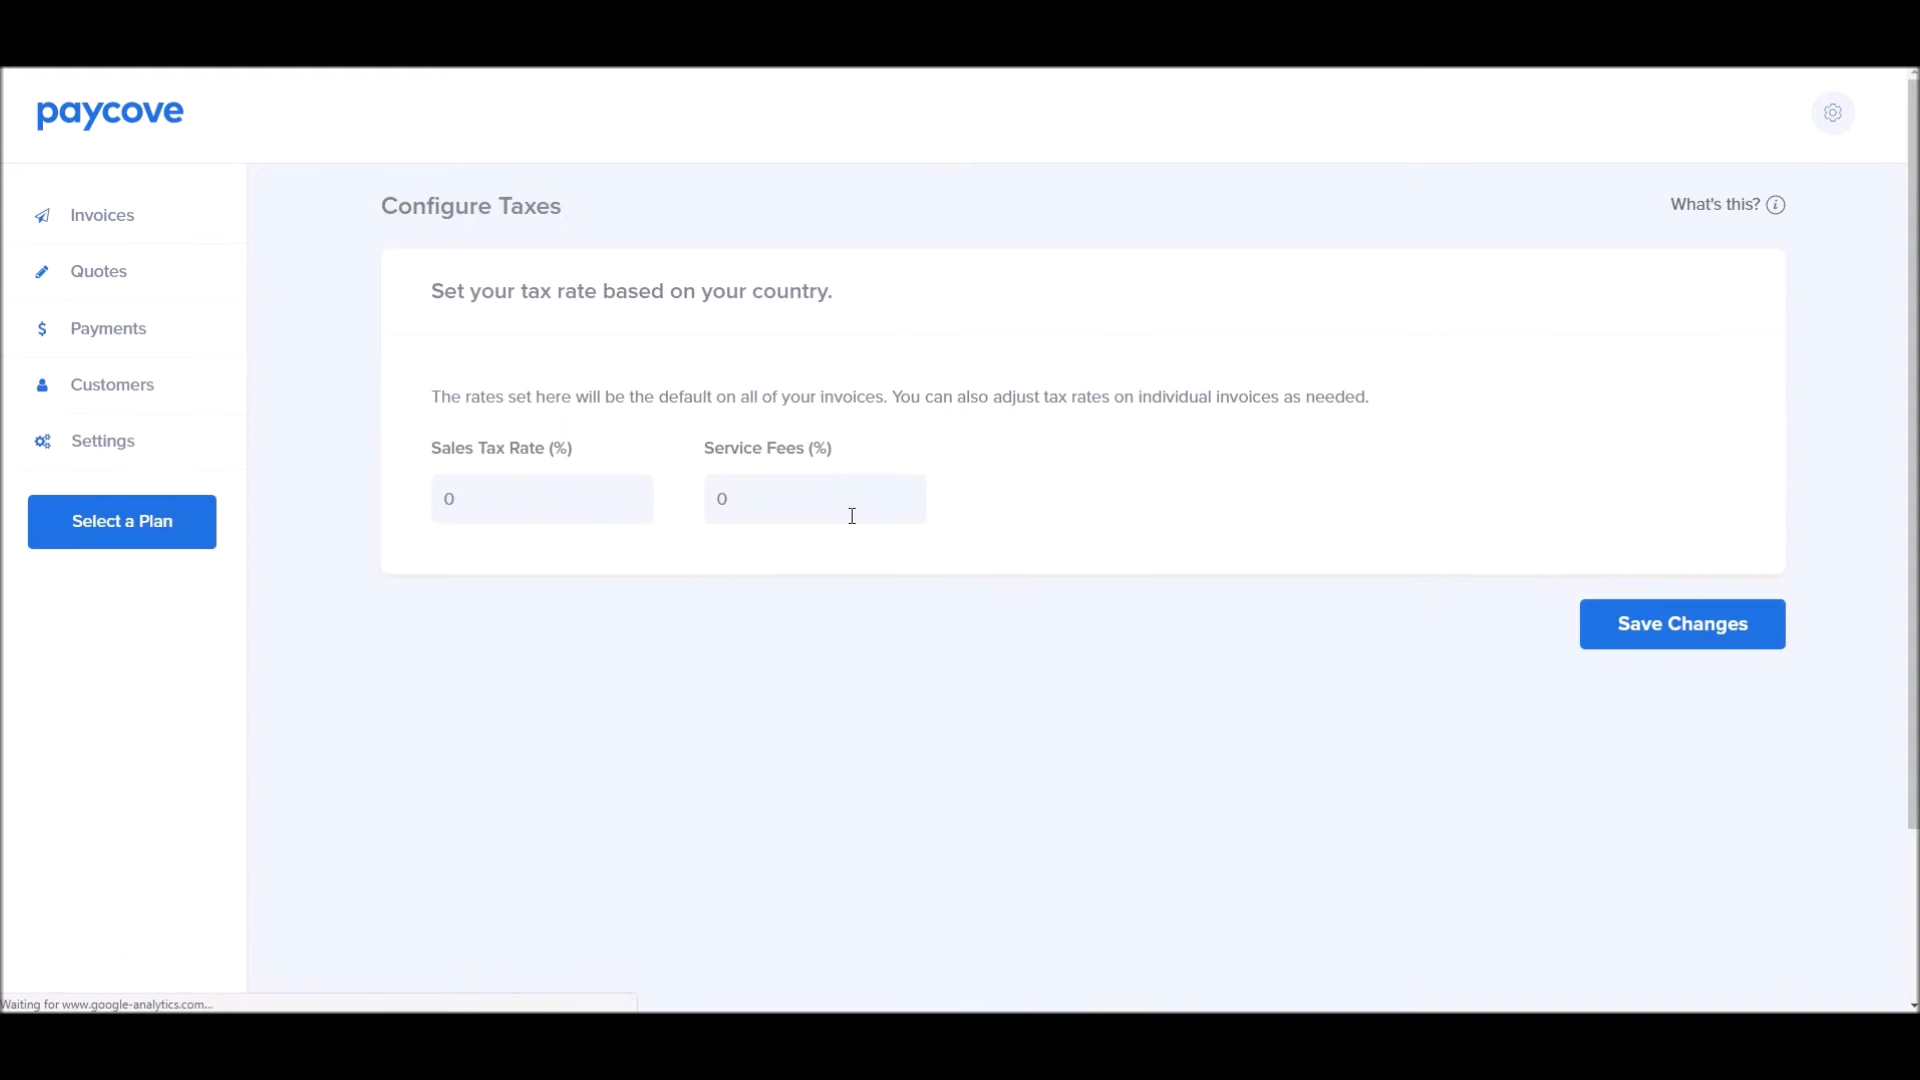 paycove
Invoices
Quotes
Payments
Customers
Settings
Select a Plan
Configure Taxes
What's this?
Set your tax rate based on your country.
The rates set here will be the default on all of your invoices. You can also adjust tax rates on individual invoices as needed.
Sales Tax Rate (%)
Service Fees (%)
0
0
Save Changes
Waiting for www.google-analytics.com...